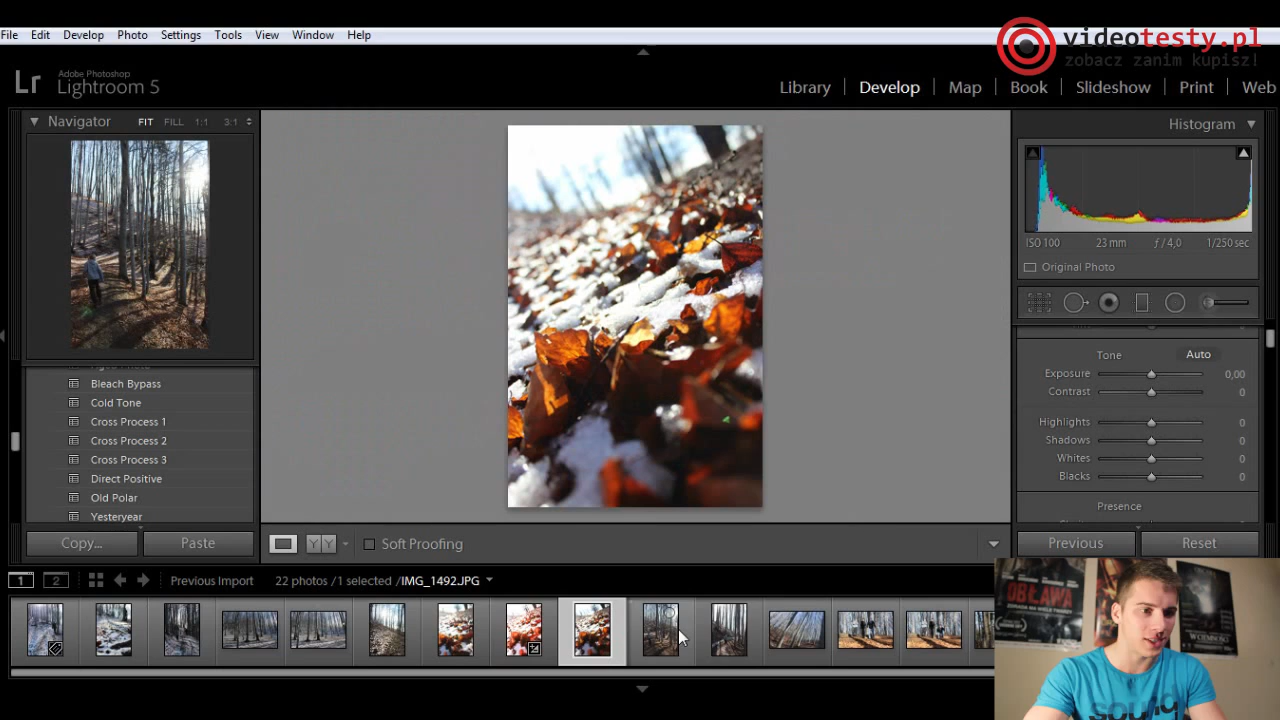 videotesty.pl
zobacz zanim kupisz!
File Edit Develop Photo Settings Tools View Window Help
Lr Adobe Photoshop
Lightroom 5
Library Develop Map Book Slideshow Print Web
Navigator FIT FILL 1:1 3:1
Histogram
ISO 100 23 mm ƒ / 4,0 1/250 sec
Original Photo
Bleach Bypass
Cold Tone
Cross Process 1
Cross Process 2
Cross Process 3
Direct Positive
Old Polar
Yesteryear
Tone Auto
Exposure 0,00
Contrast 0
Highlights 0
Shadows 0
Whites 0
Blacks 0
Presence
Copy... Paste
Y Y Soft Proofing
Previous Reset
1 2 Previous Import 22 photos / 1 selected / IMG_1492.JPG
OBŁAWA